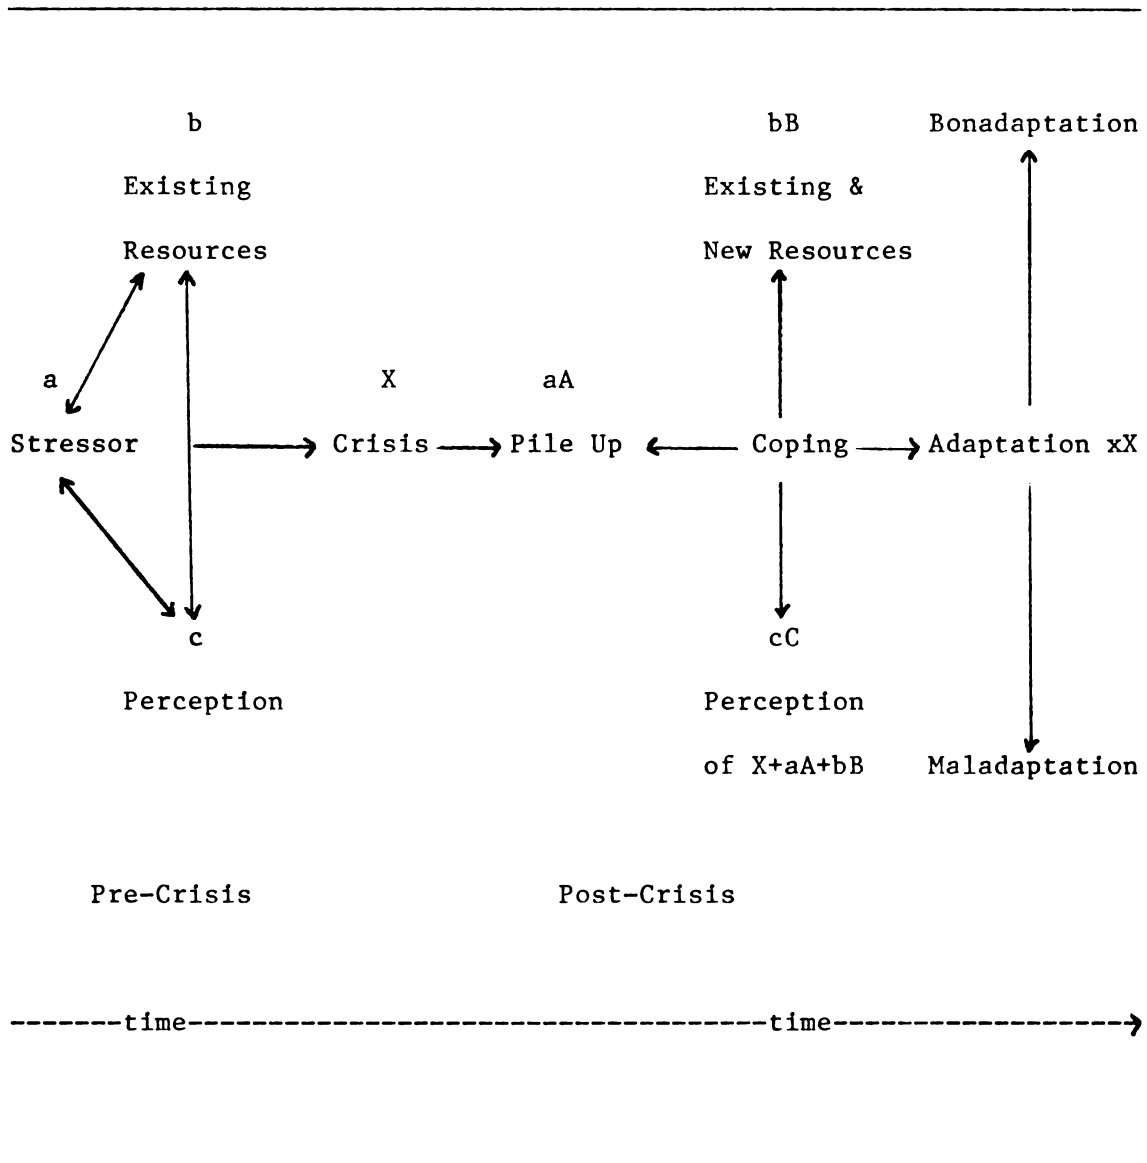 b bB Bonadaptation
Existing Existing &
Resources New Resources
a X aA
Stressor Crisis Pile Up Coping Adaptation xX
c cC
Perception Perception
of X+aA+bB Maladaptation
Pre-Crisis Post-Crisis
time time